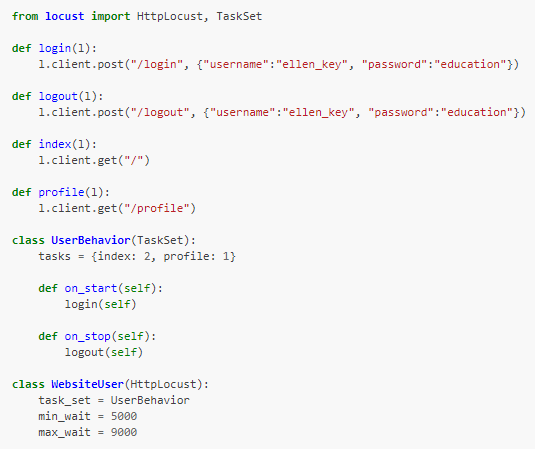 from locust import HttpLocust, TaskSet
def login(l):
    l.client.post("/login", {"username":"ellen_key", "password":"education"})
def logout(l):
    l.client.post("/logout", {"username":"ellen_key", "password":"education"})
def index(l):
    l.client.get("/")
def profile(l):
    l.client.get("/profile")
class UserBehavior(TaskSet):
    tasks = {index: 2, profile: 1}
    def on_start(self):
        login(self)
    def on_stop(self):
        logout(self)
class WebsiteUser(HttpLocust):
    task_set = UserBehavior
    min_wait = 5000
    max_wait = 9000